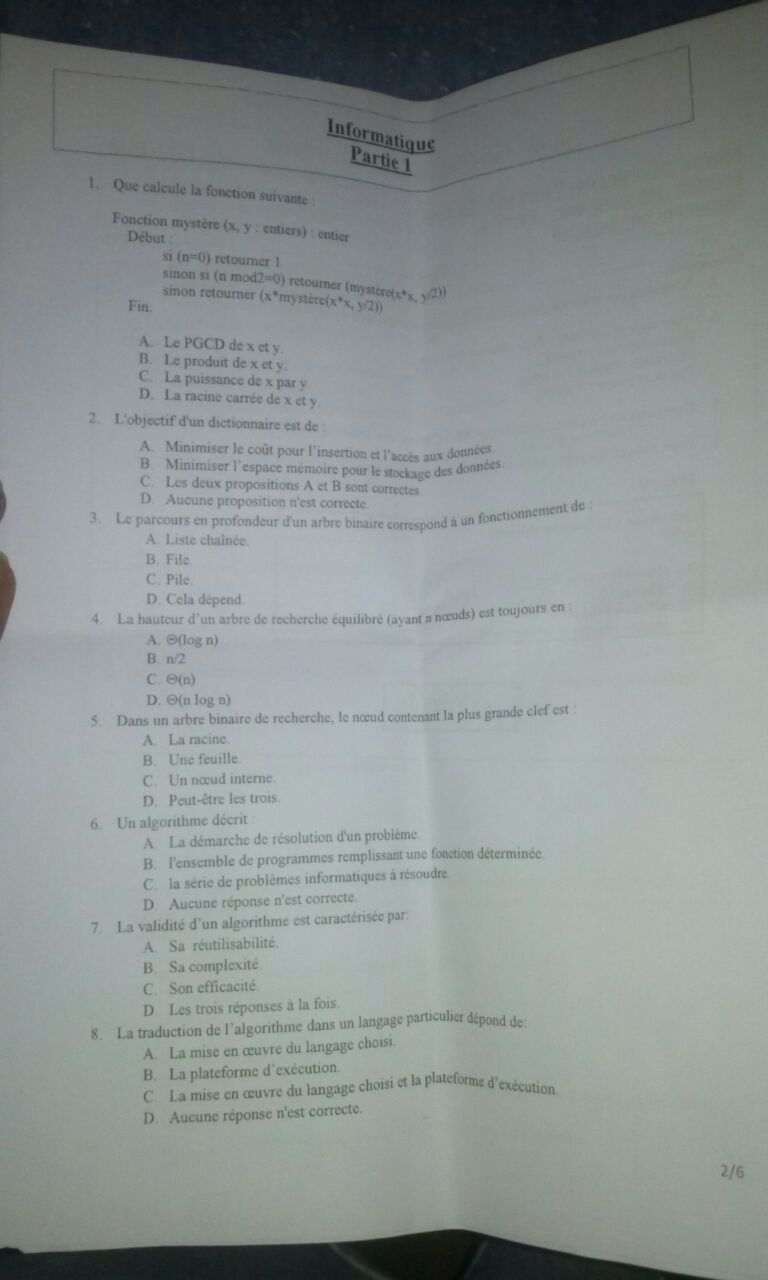 Informatique
Partie 1
1. Que calcule la fonction suivante :
Fonction mystère (x, y : entiers) : entier
Début :
si (n=0) retourner 1
sinon si (n mod2=0) retourner (mystère(x*x, y/2))
sinon retourner (x*mystère(x*x, y/2))
Fin.
A. Le PGCD de x et y.
B. Le produit de x et y.
C. La puissance de x par y.
D. La racine carrée de x et y.
2. L'objectif d'un dictionnaire est de :
A. Minimiser le coût pour l'insertion et l'accès aux données.
B. Minimiser l'espace mémoire pour le stockage des données.
C. Les deux propositions A et B sont correctes.
D. Aucune proposition n'est correcte.
3. Le parcours en profondeur d'un arbre binaire correspond à un fonctionnement de :
A. Liste chaînée.
B. File.
C. Pile.
D. Cela dépend.
4. La hauteur d'un arbre de recherche équilibré (ayant n nœuds) est toujours en :
A. Θ(log n)
B. n/2
C. Θ(n)
D. Θ(n log n)
5. Dans un arbre binaire de recherche, le nœud contenant la plus grande clef est :
A. La racine.
B. Une feuille.
C. Un nœud interne.
D. Peut-être les trois.
6. Un algorithme décrit :
A. La démarche de résolution d'un problème.
B. l'ensemble de programmes remplissant une fonction déterminée.
C. la série de problèmes informatiques à résoudre.
D. Aucune réponse n'est correcte.
7. La validité d'un algorithme est caractérisée par:
A. Sa réutilisabilité.
B. Sa complexité.
C. Son efficacité.
D. Les trois réponses à la fois.
8. La traduction de l'algorithme dans un langage particulier dépond de:
A. La mise en œuvre du langage choisi.
B. La plateforme d'exécution.
C. La mise en œuvre du langage choisi et la plateforme d'exécution.
D. Aucune réponse n'est correcte.
2/6